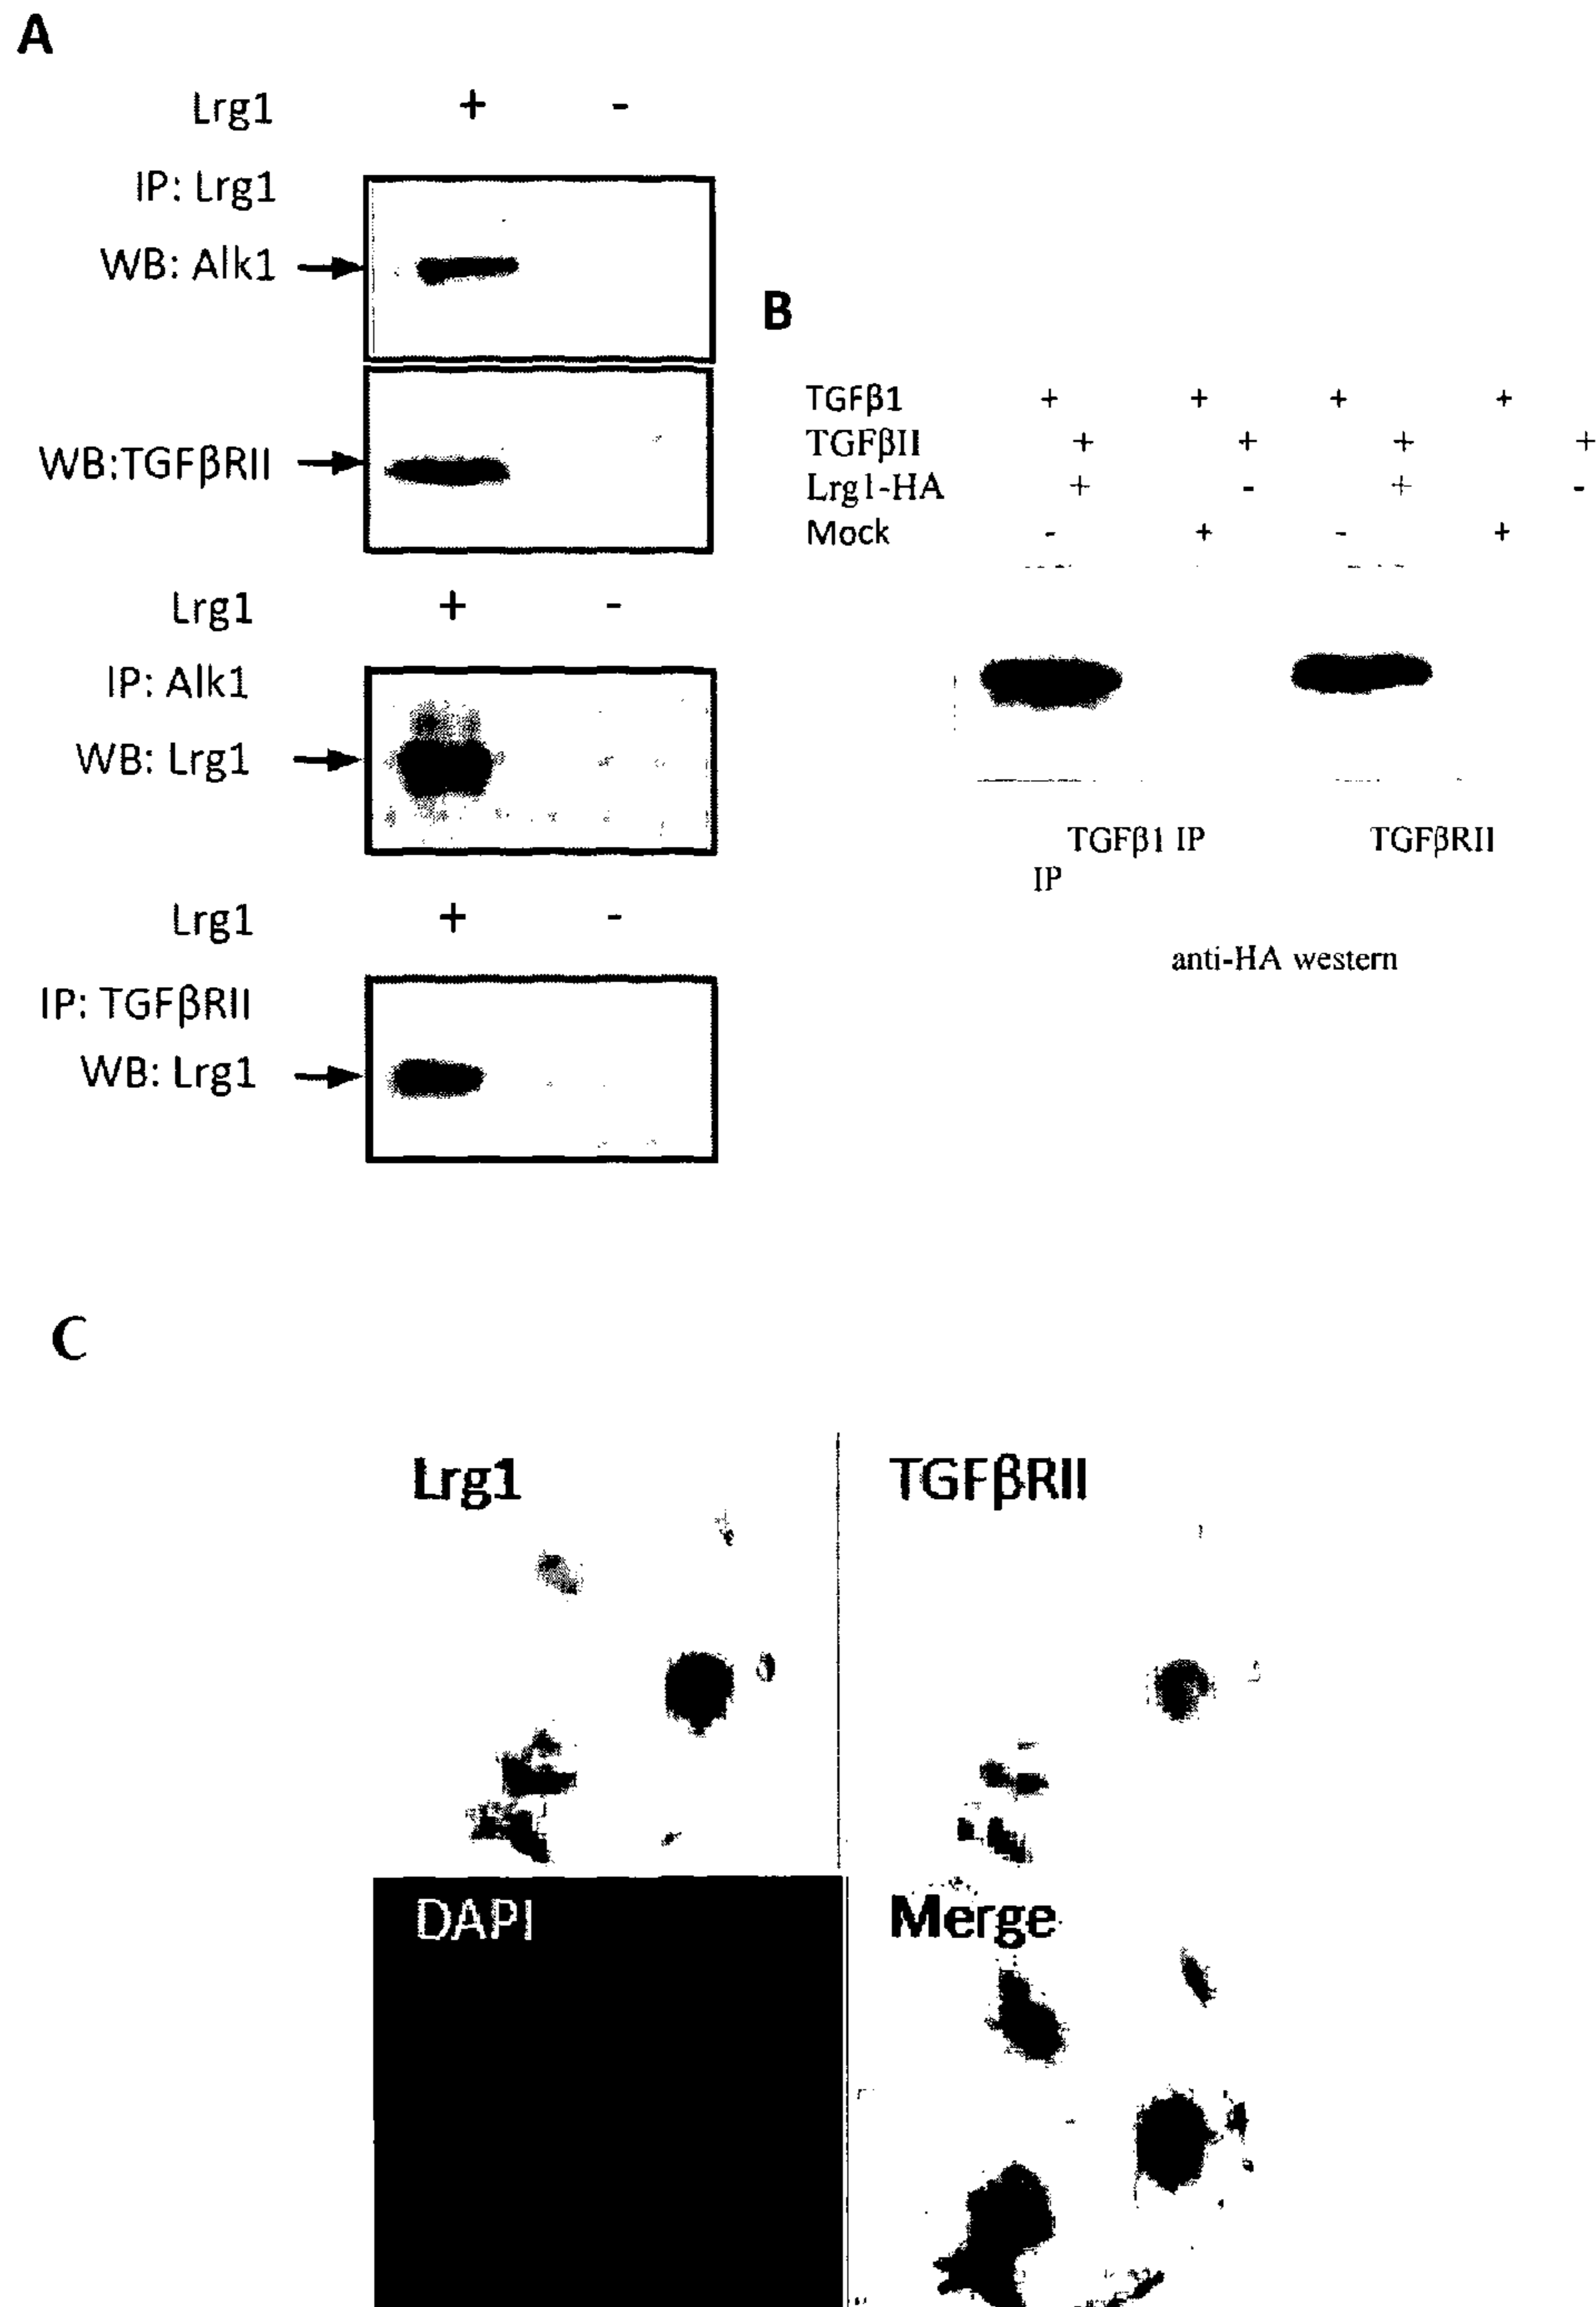 A
Lrg1 + -
IP: Lrg1
WB: Alk1
WB:TGFβRII
Lrg1 + -
IP: Alk1
WB: Lrg1
Lrg1 + -
IP: TGFβRII
WB: Lrg1
B
TGFβ1 + + + +
TGFβII + + + +
Lrg1-HA + - + -
Mock - + - +
TGFβ1 IP TGFβRII
IP
anti-HA western
C
Lrg1 TGFβRII
DAPI Merge